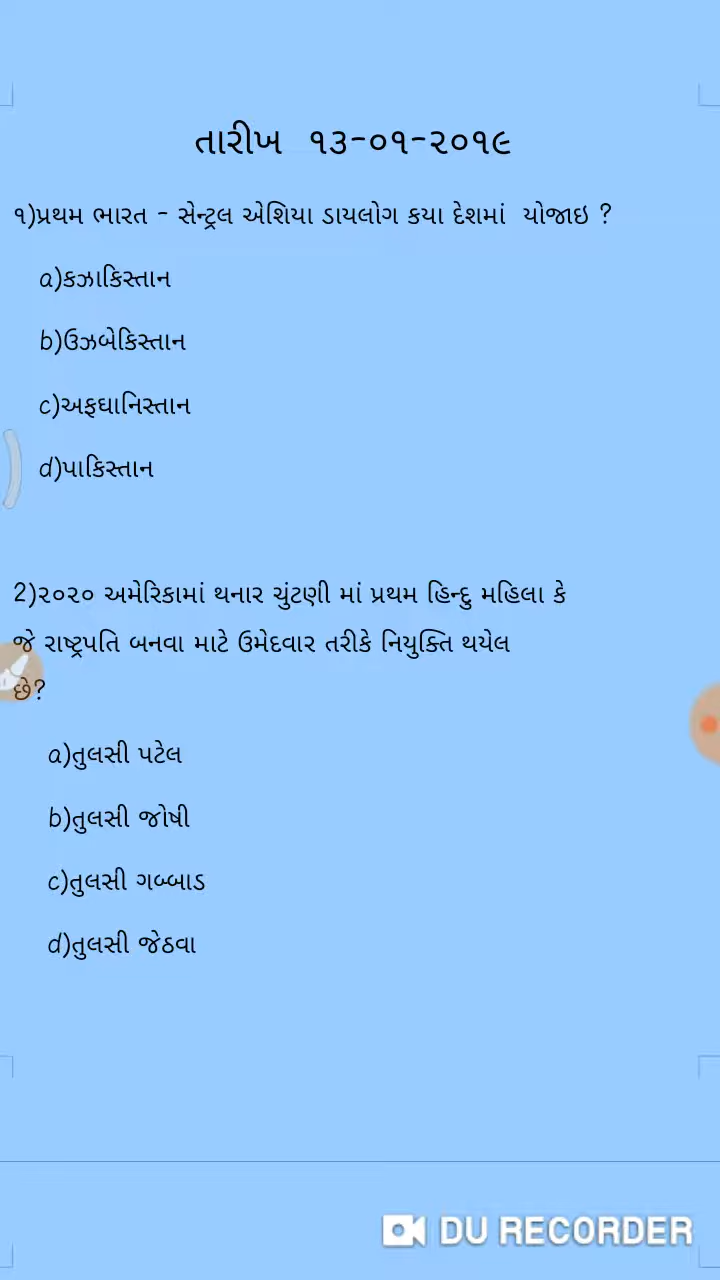 તારીખ ૧૩-૦૧-૨૦૧૯
૧)પ્રથમ ભારત - સેન્ટ્રલ એશિયા ડાયલોગ કયા દેશમાં યોજાઇ ?
a)કઝાકિસ્તાન
b)ઉઝબેકિસ્તાન
c)અફઘાનિસ્તાન
d)પાકિસ્તાન
2)૨૦૨૦ અમેરિકામાં થનાર ચુંટણી માં પ્રથમ હિન્દુ મહિલા કે
જે રાષ્ટ્રપતિ બનવા માટે ઉમેદવાર તરીકે નિયુક્તિ થયેલ
છે?
a)તુલસી પટેલ
b)તુલસી જોષી
c)તુલસી ગબ્બાડ
d)તુલસી જેઠવા
DU RECORDER